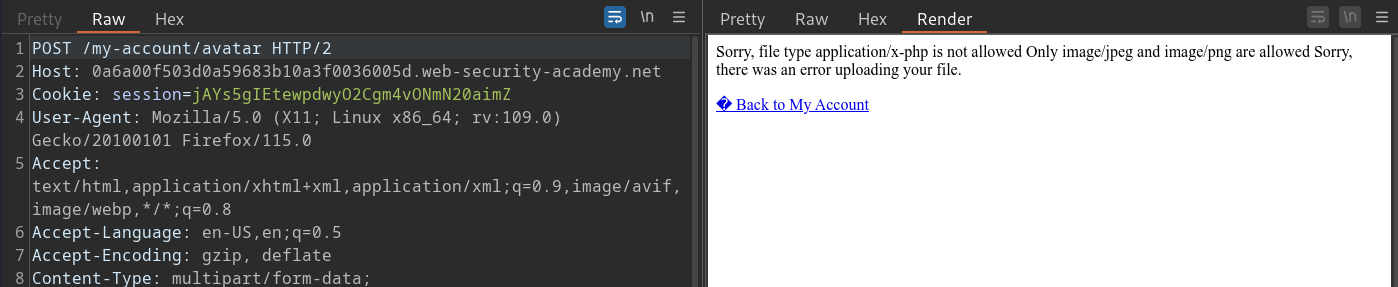 Pretty Raw Hex \n
Pretty Raw Hex Render \n
1 POST /my-account/avatar HTTP/2
2 Host: 0a6a00f503d0a59683b10a3f0036005d.web-security-academy.net
3 Cookie: session=jAYs5gIEtewpdwyO2Cgm4vONmN20aimZ
4 User-Agent: Mozilla/5.0 (X11; Linux x86_64; rv:109.0)
Gecko/20100101 Firefox/115.0
5 Accept:
text/html,application/xhtml+xml,application/xml;q=0.9,image/avif,
image/webp,*/*;q=0.8
6 Accept-Language: en-US,en;q=0.5
7 Accept-Encoding: gzip, deflate
8 Content-Type: multipart/form-data;
Sorry, file type application/x-php is not allowed Only image/jpeg and image/png are allowed Sorry,
there was an error uploading your file.
� Back to My Account